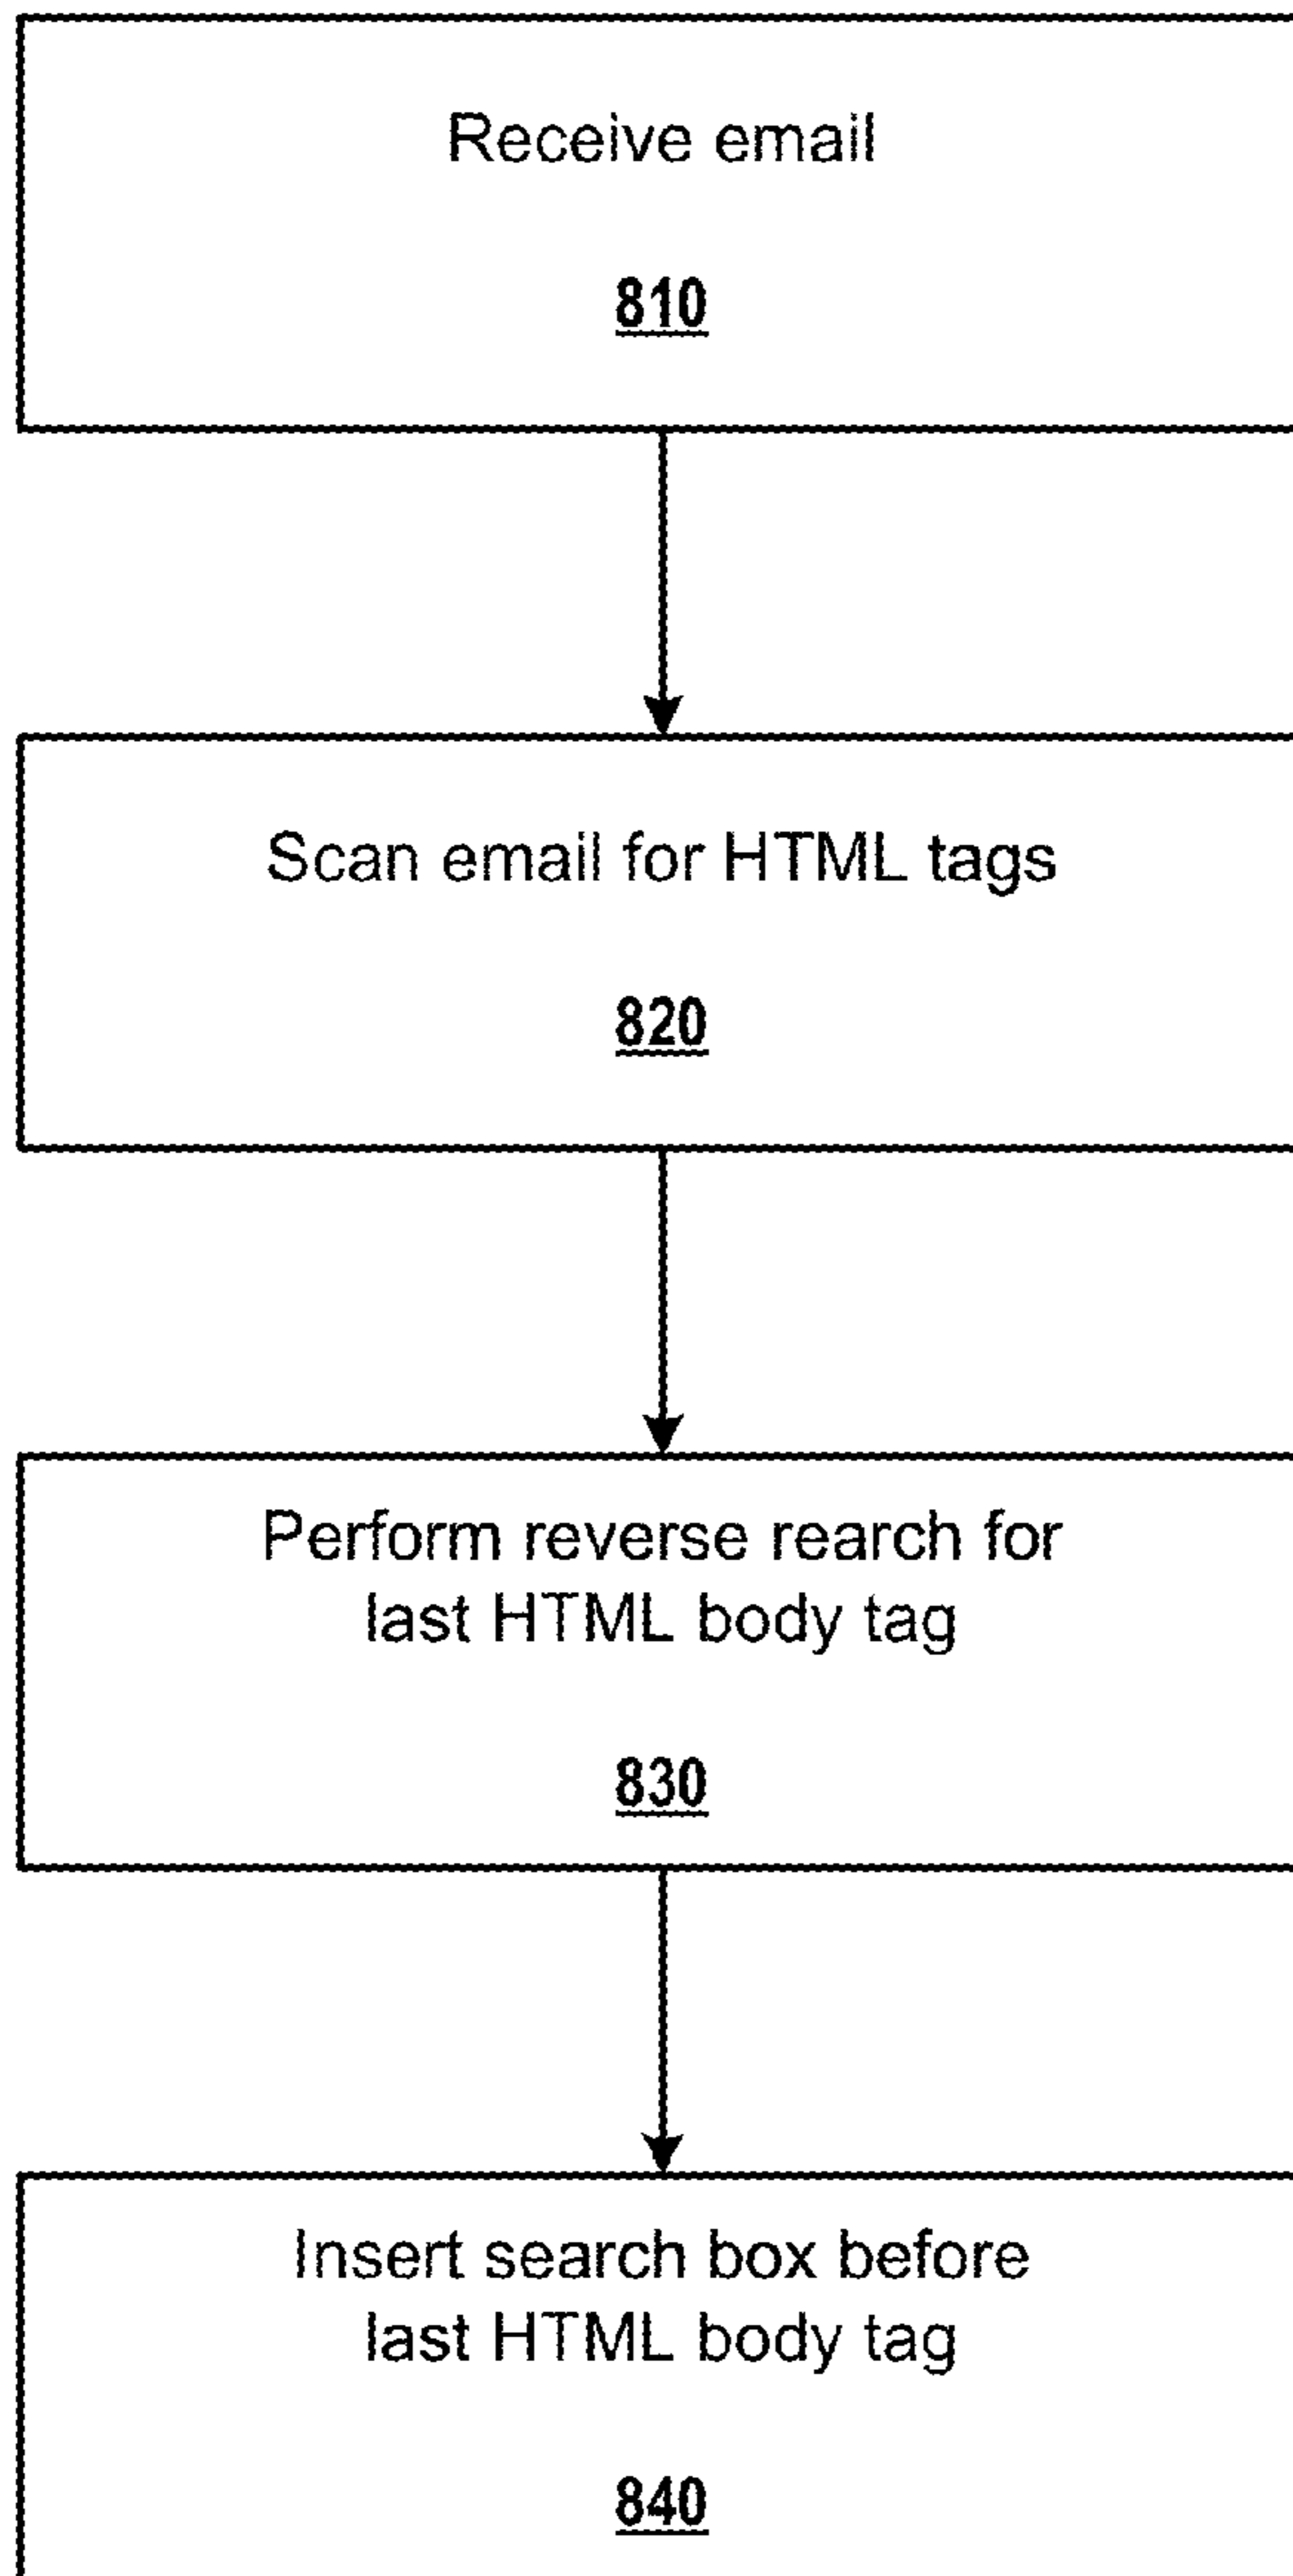 Receive email
810
Scan email for HTML tags
820
Perform reverse rearch for
last HTML body tag
830
Insert search box before
last HTML body tag
840